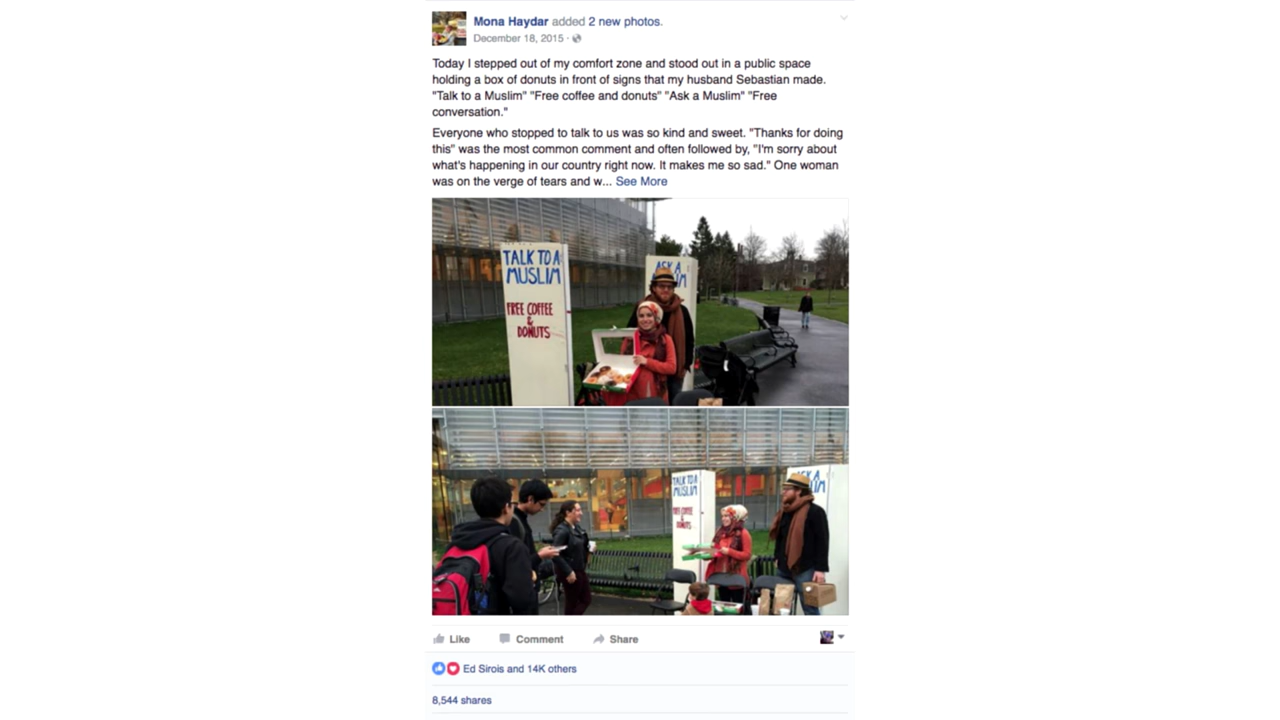 Mona Haydar added 2 new photos.
December 18, 2015 ·
Today I stepped out of my comfort zone and stood out in a public space
holding a box of donuts in front of signs that my husband Sebastian made.
"Talk to a Muslim" "Free coffee and donuts" "Ask a Muslim" "Free
conversation."
Everyone who stopped to talk to us was so kind and sweet. "Thanks for doing
this" was the most common comment and often followed by, "I'm sorry about
what's happening in our country right now. It makes me so sad." One woman
was on the verge of tears and w... See More
TALK TO A
MUSLIM
FREE COFFEE
&
DONUTS
ASK A
TALK TO A
MUSLIM
FREE COFFEE
&
DONUTS
Like Comment Share
Ed Sirois and 14K others
8,544 shares